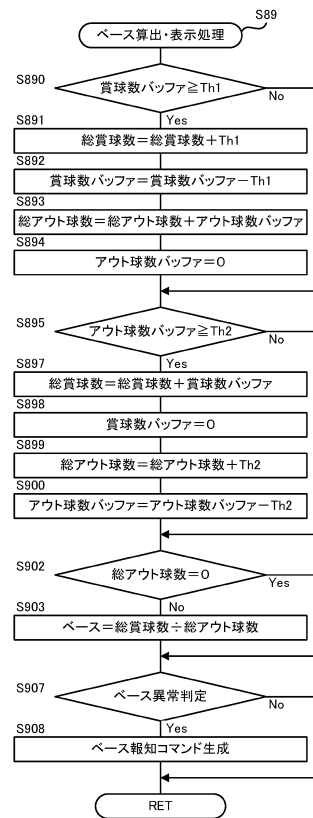 S89
ベース算出・表示処理
S890
賞球数バッファ≧Th1
No
Yes
S891
総賞球数=総賞球数+Th1
S892
賞球数バッファ=賞球数バッファーTh1
S893
総アウト球数=総アウト球数+アウト球数バッファ
S894
アウト球数バッファ=0
S895
アウト球数バッファ≧Th2
No
Yes
S897
総賞球数=総賞球数+賞球数バッファ
S898
賞球数バッファ=0
S899
総アウト球数=総アウト球数+Th2
S900
アウト球数バッファ=アウト球数バッファーTh2
S902
総アウト球数=0
Yes
No
S903
ベース=総賞球数÷総アウト球数
S907
ベース異常判定
No
Yes
S908
ベース報知コマンド生成
RET